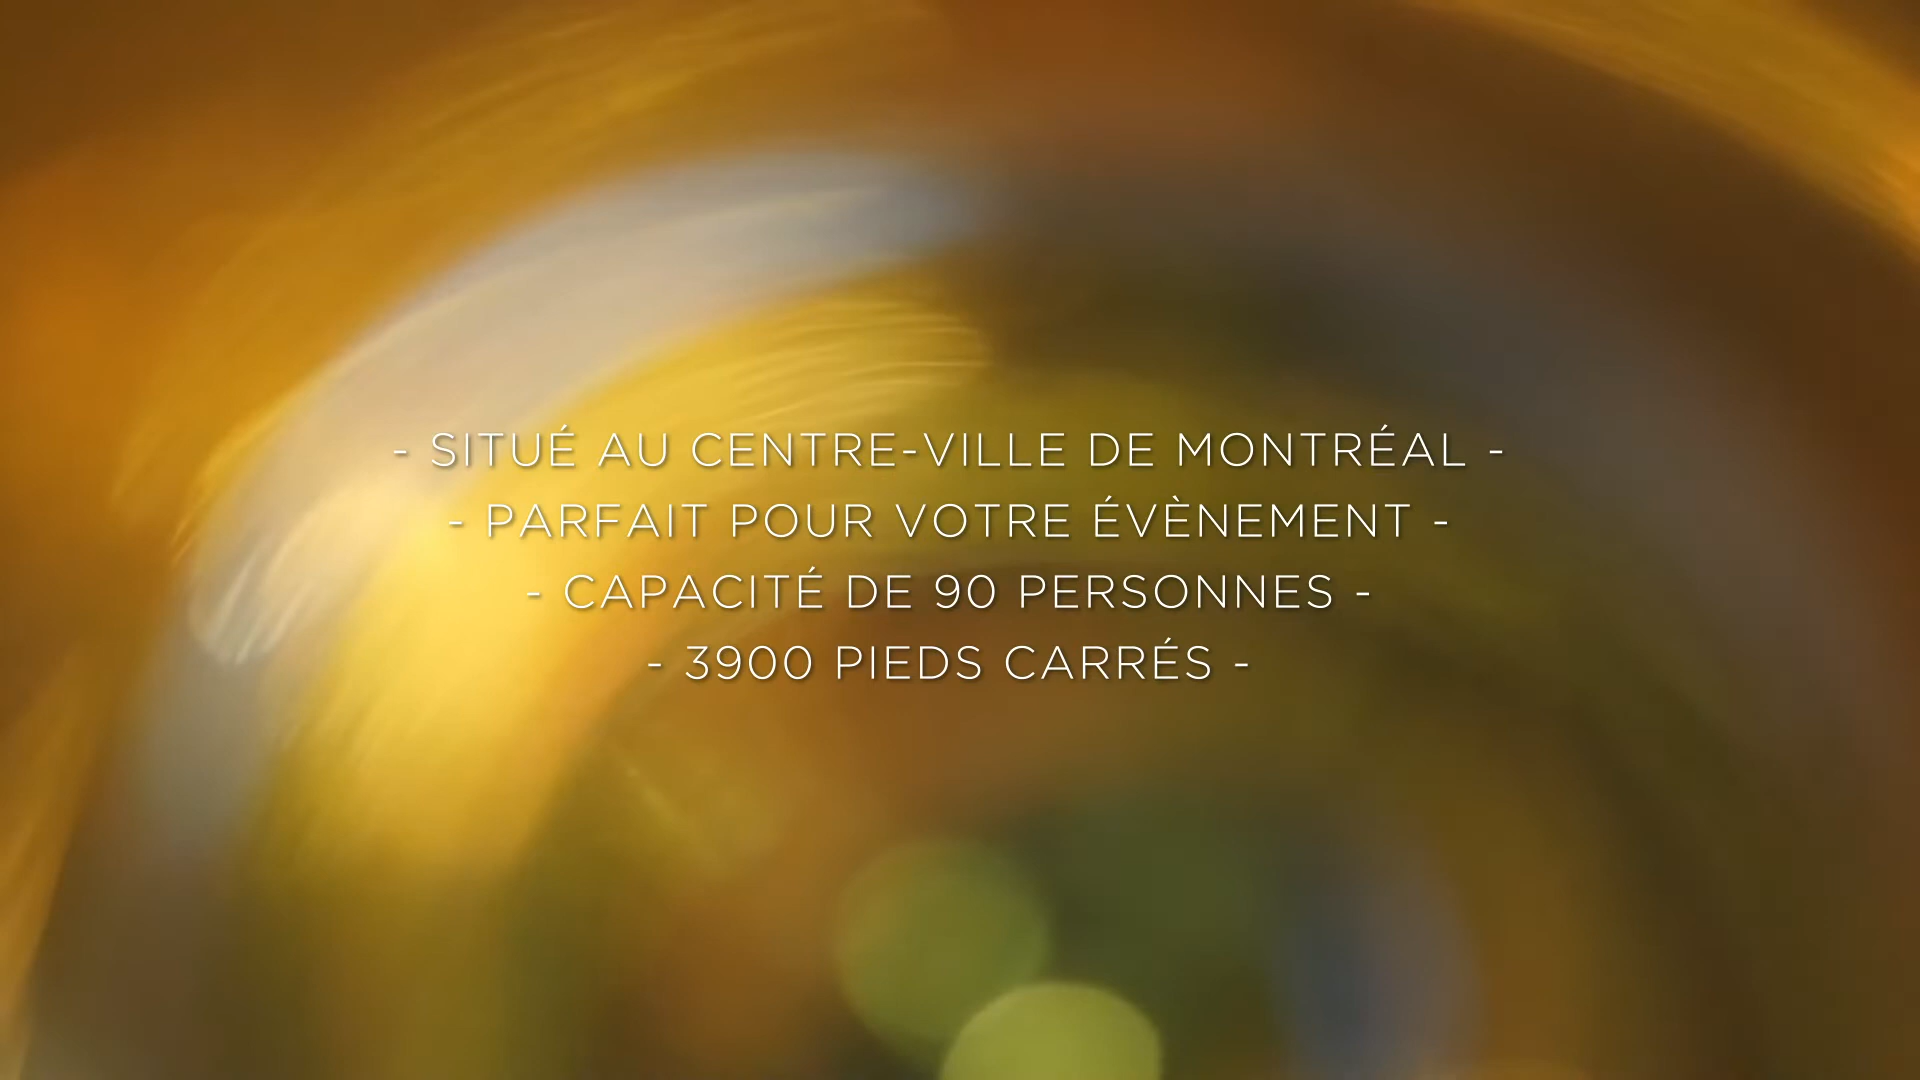 - SITUÉ AU CENTRE-VILLE DE MONTRÉAL -
- PARFAIT POUR VOTRE ÉVÈNEMENT -
- CAPACITÉ DE 90 PERSONNES -
- 3900 PIEDS CARRÉS -